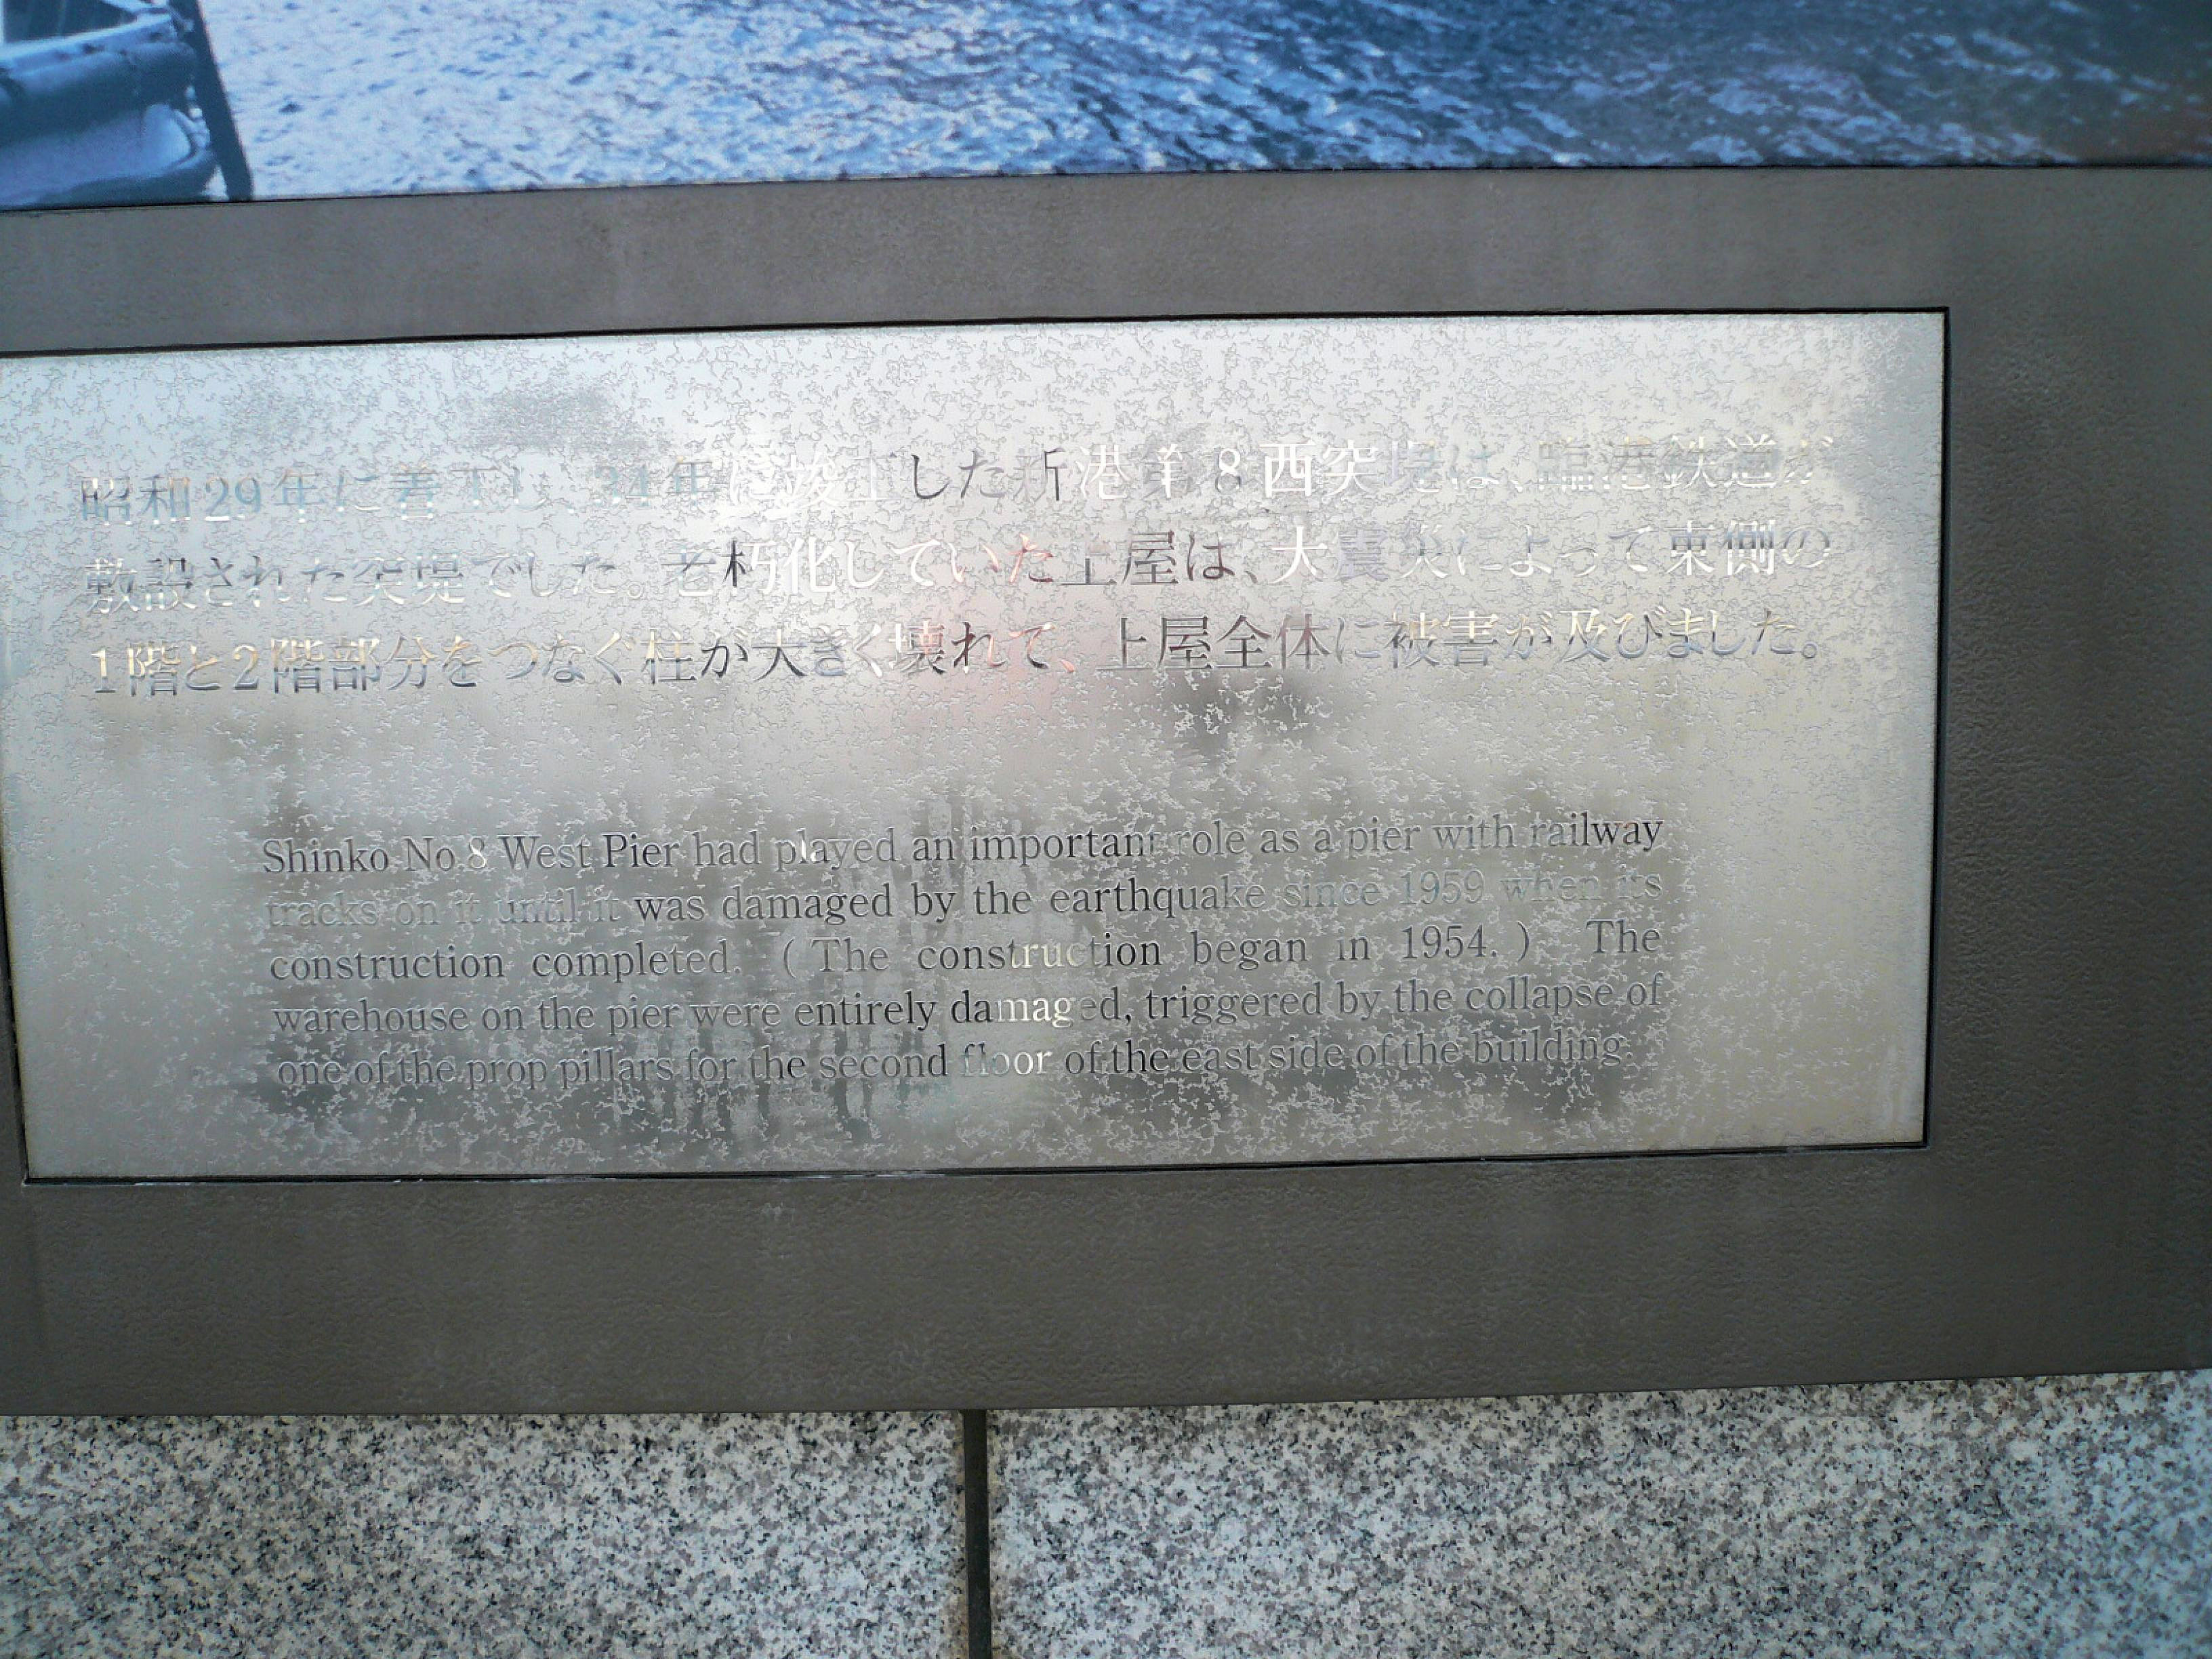 昭和29年に着工し、34年に竣工した新港第8西突堤は、臨港鉄道が
敷設された突堤でした。老朽化していた上屋は、大震災によって東側の
1階と2階部分をつなぐ柱が大きく壊れて、上屋全体に被害が及びました。
Shinko No.8 West Pier had played an important role as a pier with railway
tracks on it until it was damaged by the earthquake since 1959 when its
construction completed. ( The construction began in 1954. ) The
warehouse on the pier were entirely damaged, triggered by the collapse of
one of the prop pillars for the second floor of the east side of the building.